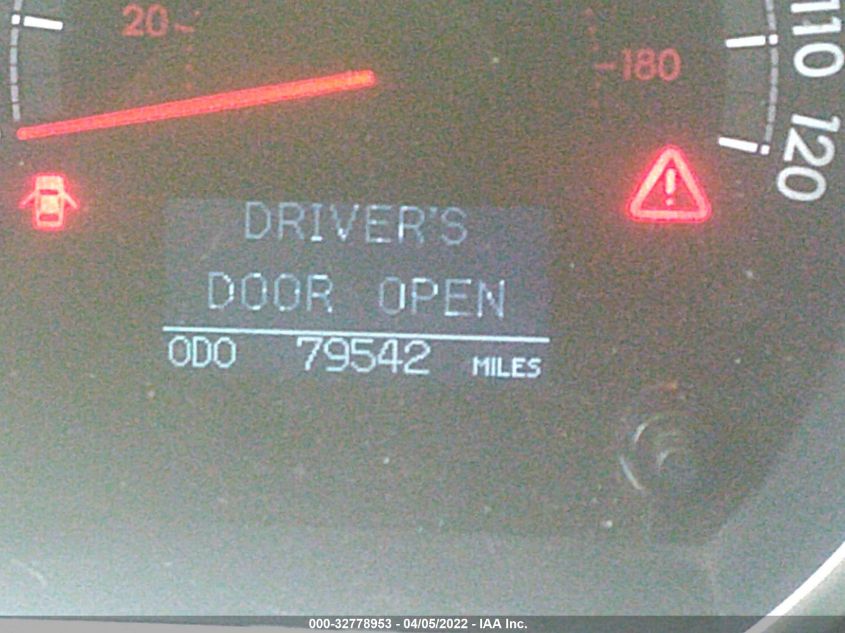 20
110
180
120
DRIVER'S
DOOR OPEN
ODO 79542 MILES
000-32778953 - 04/05/2022 - IAA Inc.